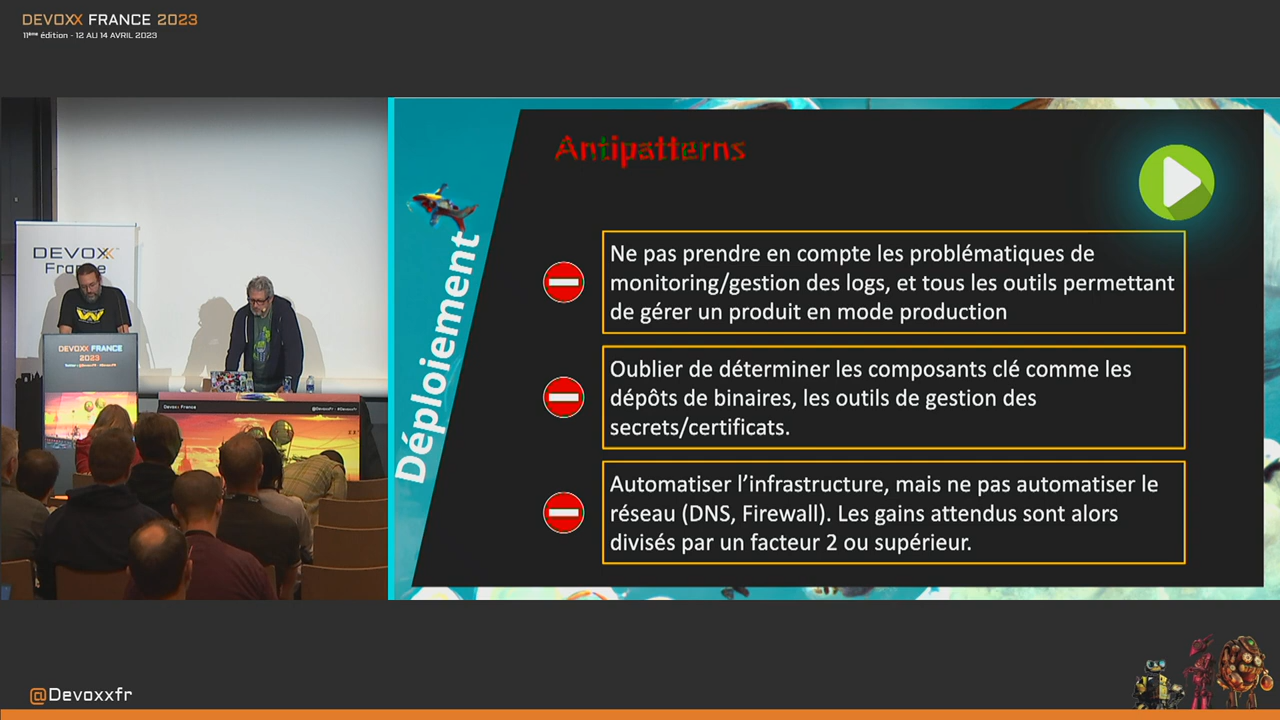 DEVOXX FRANCE 2023
11ème édition - 12 AU 14 AVRIL 2023
DEVOXX
France
DEVOXX FRANCE
2023
Devoxx France
@DevoxxFR - #DevoxxFR
Déploiement
Antipatterns
Ne pas prendre en compte les problématiques de
monitoring/gestion des logs, et tous les outils permettant
de gérer un produit en mode production
Oublier de déterminer les composants clé comme les
dépôts de binaires, les outils de gestion des
secrets/certificats.
Automatiser l’infrastructure, mais ne pas automatiser le
réseau (DNS, Firewall). Les gains attendus sont alors
divisés par un facteur 2 ou supérieur.
@Devoxxfr